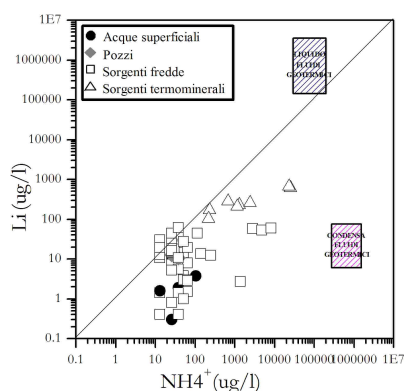 1E7
1000000
100000
10000
1000
100
10
1
0.1
Li (ug/l)
Acque superficiali
Pozzi
Sorgenti fredde
Sorgenti termominerali
LIQUIDO
FLUIDI
GEOTERMICI
CONDENSA
FLUIDI
GEOTERMICI
0.1 1 10 100 1000 10000 100000 1000000 1E7
NH4+(ug/l)